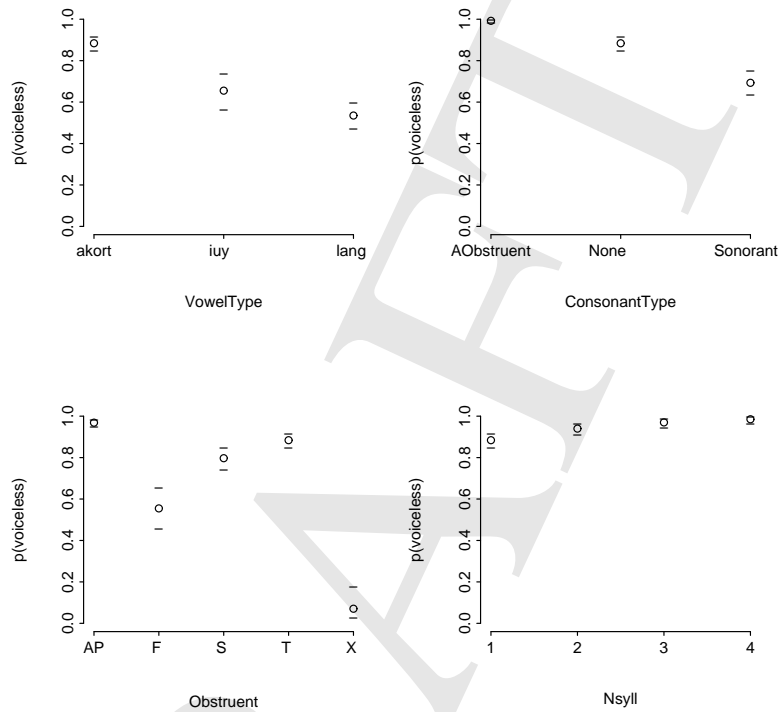 p(voiceless)
0.0 0.2 0.4 0.6 0.8 1.0
akort iuy lang
VowelType
p(voiceless)
0.0 0.2 0.4 0.6 0.8 1.0
AObstruent None Sonorant
ConsonantType
p(voiceless)
0.0 0.2 0.4 0.6 0.8 1.0
AP F S T X
Obstruent
p(voiceless)
0.0 0.2 0.4 0.6 0.8 1.0
1 2 3 4
Nsyll